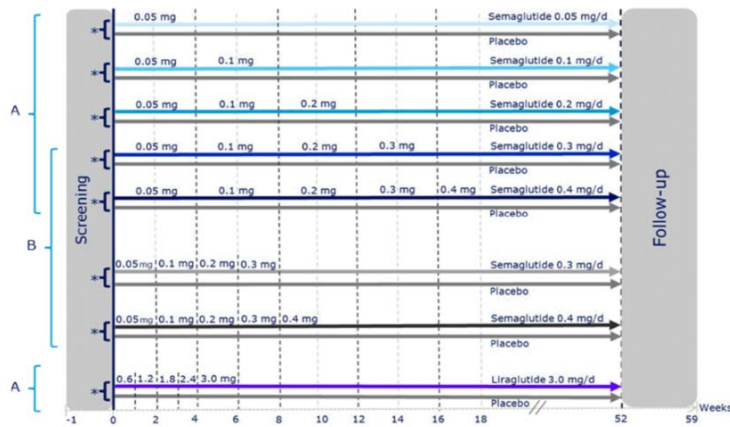 0.05 mg Semaglutide 0.05 mg/d
*
Placebo
0.05 mg 0.1 mg Semaglutide 0.1 mg/d
*
Placebo
A
0.05 mg 0.1 mg 0.2 mg Semaglutide 0.2 mg/d
*
Placebo
0.05 mg 0.1 mg 0.2 mg 0.3 mg Semaglutide 0.3 mg/d
*
Placebo
0.05 mg 0.1 mg 0.2 mg 0.3 mg 0.4 mg Semaglutide 0.4 mg/d
*
Placebo
Screening
Follow-up
B
0.05 mg 0.1 mg 0.2 mg 0.3 mg Semaglutide 0.3 mg/d
*
Placebo
0.05 mg 0.1 mg 0.2 mg 0.3 mg 0.4 mg Semaglutide 0.4 mg/d
*
Placebo
A
0.6 1.2 1.8 2.4 3.0 mg Liraglutide 3.0 mg/d
*
Placebo
-1 0 2 4 6 8 10 12 14 16 18 // 52 59 Weeks